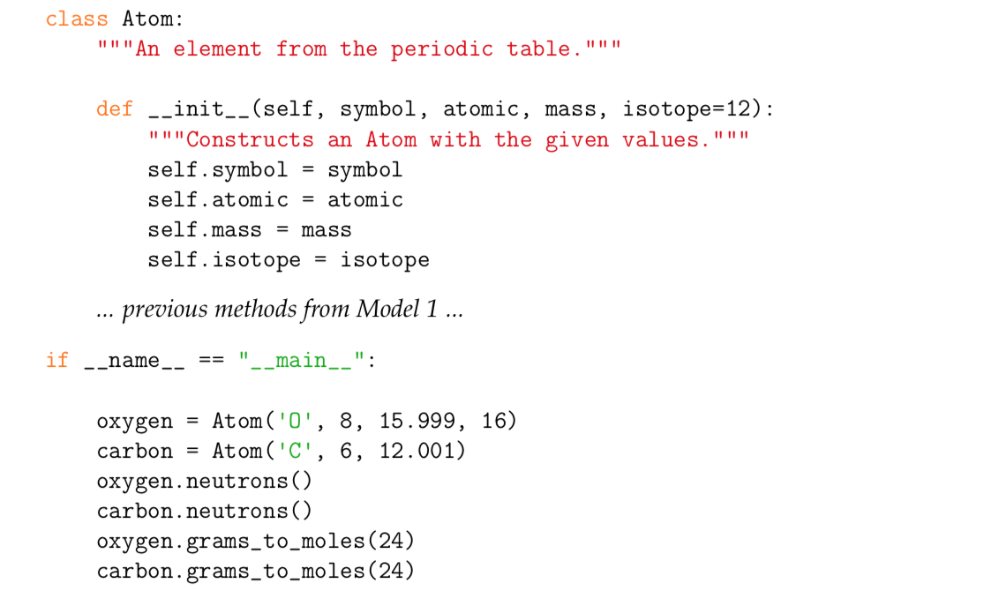 class Atom:
    """An element from the periodic table."""
    def __init__(self, symbol, atomic, mass, isotope=12):
        """Constructs an Atom with the given values."""
        self.symbol = symbol
        self.atomic = atomic
        self.mass = mass
        self.isotope = isotope
    ... previous methods from Model 1 ...
if __name__ == "__main__":
    oxygen = Atom('O', 8, 15.999, 16)
    carbon = Atom('C', 6, 12.001)
    oxygen.neutrons()
    carbon.neutrons()
    oxygen.grams_to_moles(24)
    carbon.grams_to_moles(24)